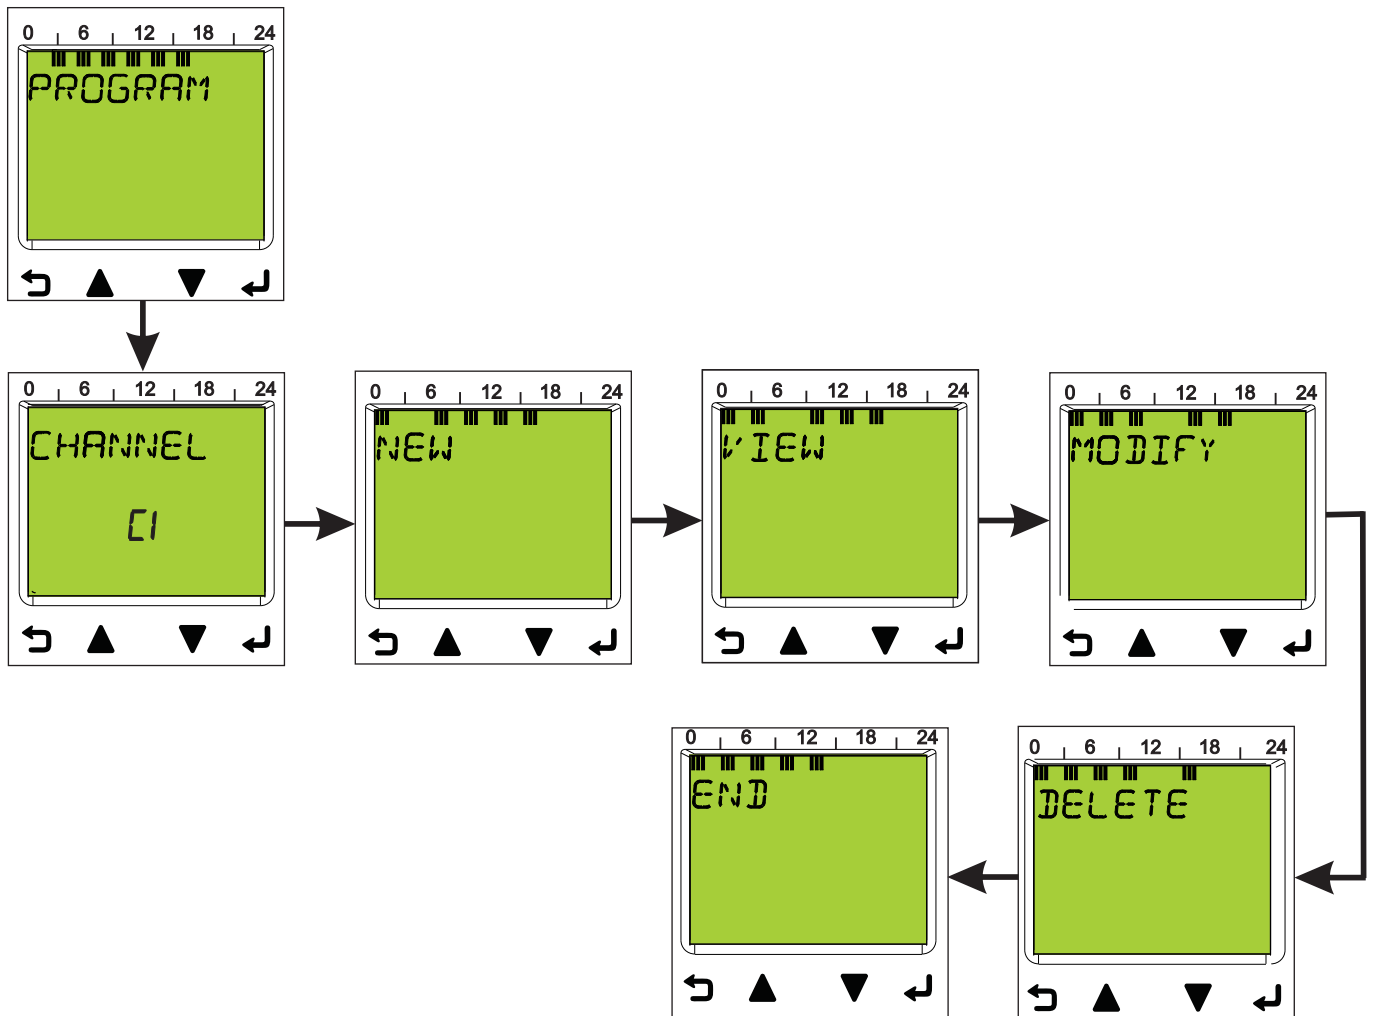 0 6 12 18 24
PROGRAM
0 6 12 18 24
CHANNEL
C1
0 6 12 18 24
NEW
0 6 12 18 24
VIEW
0 6 12 18 24
MODIFY
0 6 12 18 24
DELETE
0 6 12 18 24
END